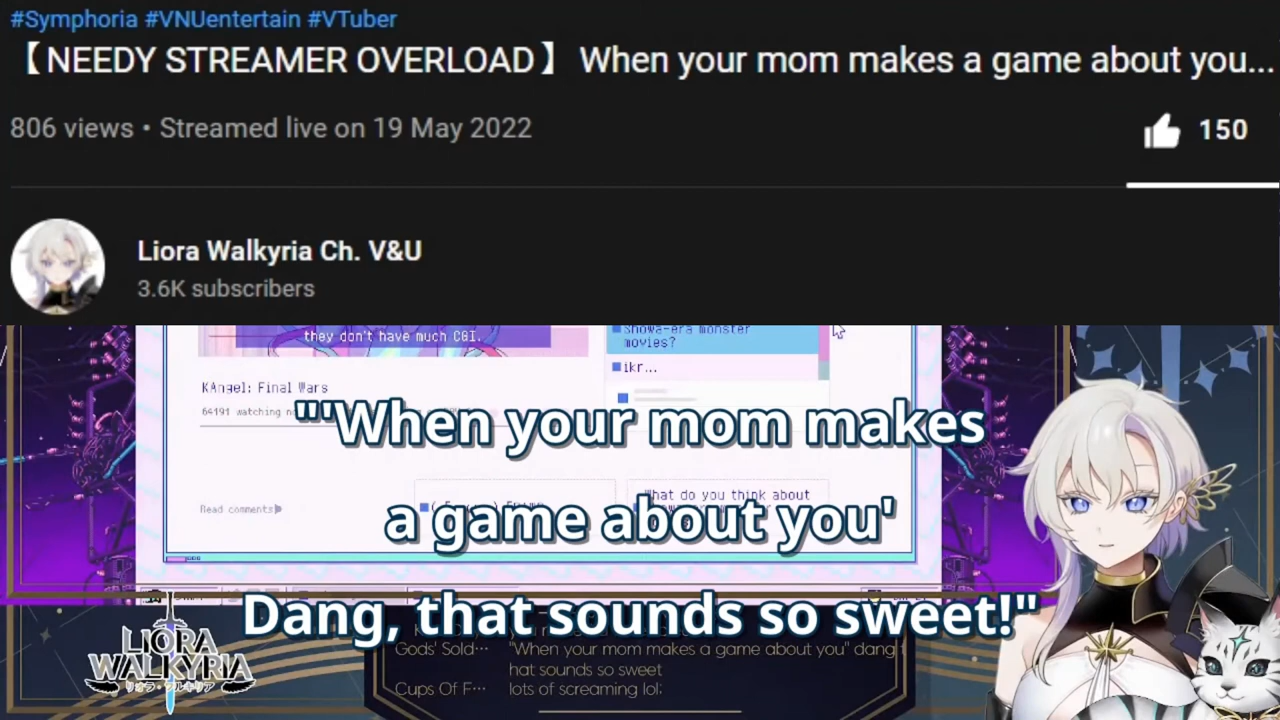 #Symphoria #VNUentertain #VTuber
【NEEDY STREAMER OVERLOAD】 When your mom makes a game about you...
806 views • Streamed live on 19 May 2022
150
Liora Walkyria Ch. V&U
3.6K subscribers
they don't have much C&I.
Showa-era monster
movies?
ikr...
KAngel: Final Wars
64191 watching
"'When your mom makes
a game about you'
Read comments
What do you think about
Dang, that sounds so sweet!"
LIORA
WALKYRIA
リオラ・ワルキリア
Gods' Sold… "When your mom makes a game about you" dang t
hat sounds so sweet
Cups Of F… lots of screaming lol;